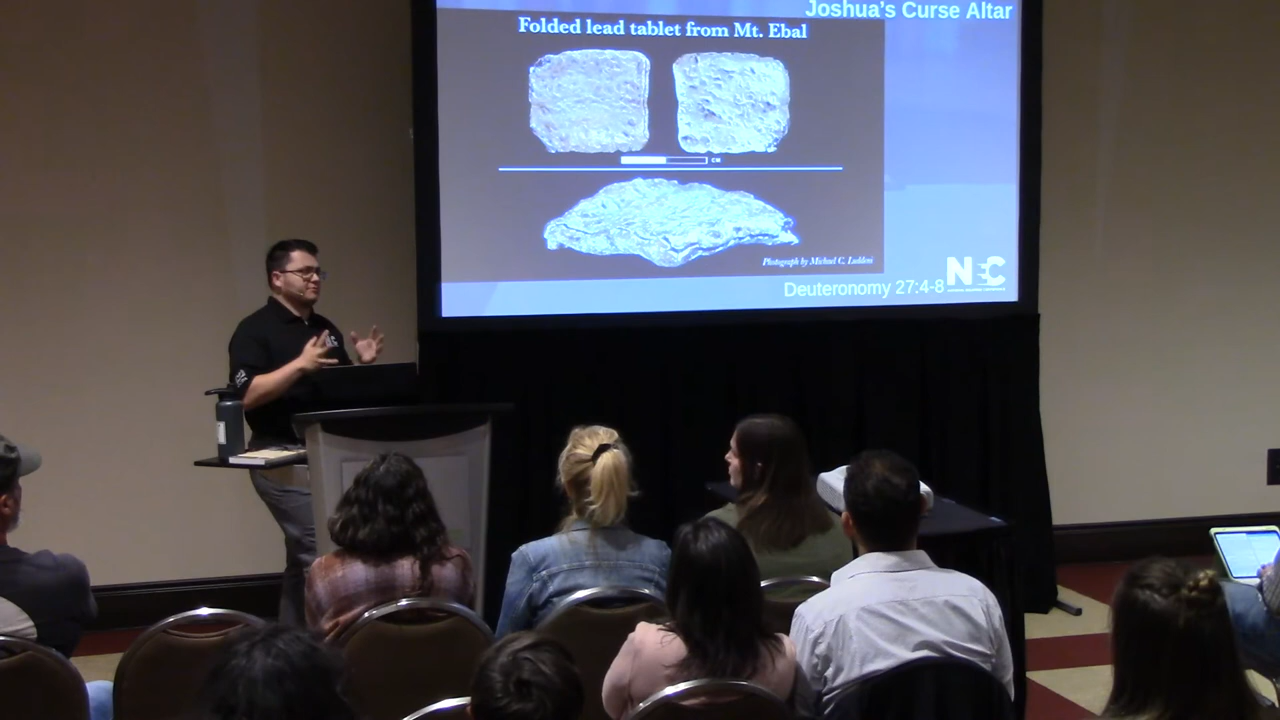 Joshua's Curse Altar
Folded lead tablet from Mt. Ebal
CM
Photograph by Michael C. Luddeni
Deuteronomy 27:4-8
NEC